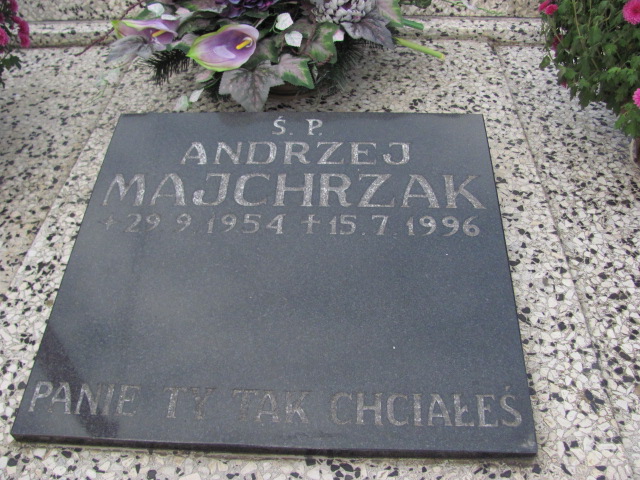 Ś. P.
ANDRZEJ
MAJCHRZAK
* 29.9.1954 + 15.7.1996
PANIE TY TAK CHCIAŁEŚ